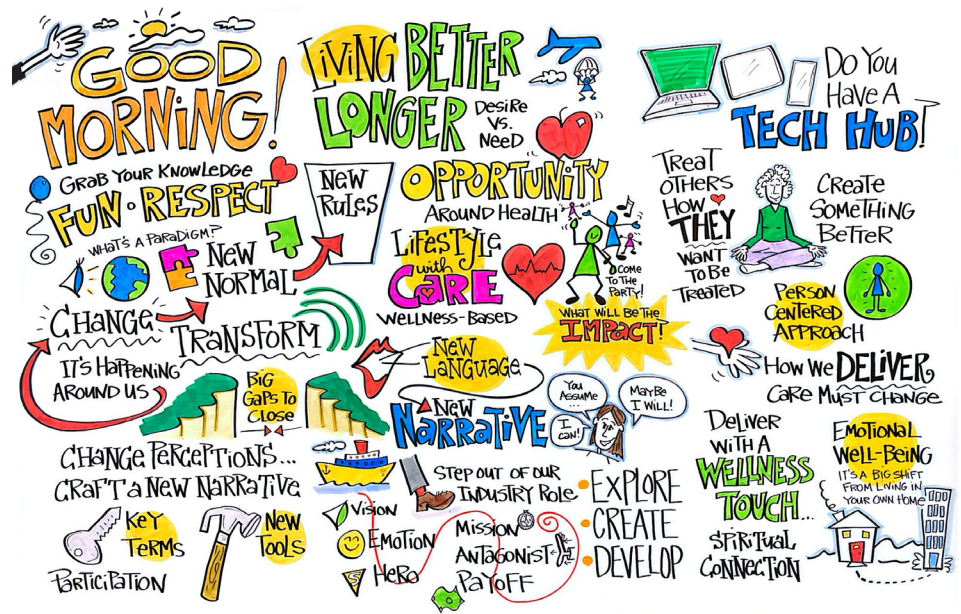 GOOD
MORNING!
GRAB YOUR KNOWLEDGE
FUN • RESPECT
WHAT'S A PARADIGM?
NEW
NORMAL
NEW
RULES
CHANGE
TRANSFORM
IT'S HAPPENING
AROUND US
BIG
GAPS TO
CLOSE
CHANGE PERCEPTIONS...
CRAFT A NEW NARRATIVE
KEY
TERMS
NEW
TOOLS
PARTICIPATION
LIVING BETTER
LONGER
DESIRE
VS.
NEED
OPPORTUNITY
AROUND HEALTH
LIFESTYLE
with
CARE
WELLNESS-BASED
COME
TO THE
PARTY!
WHAT WILL BE THE
IMPACT!
NEW
LANGUAGE
A NEW
NARRATIVE
YOU
ASSUME
...
I
CAN!
MAYBE
I WILL!
STEP OUT OF OUR
INDUSTRY ROLE
VISION
EMOTION
HERO
MISSION
ANTAGONIST
PAYOFF
• EXPLORE
• CREATE
• DEVELOP
DO YOU
HAVE A
TECH HUB!
TREAT
OTHERS
HOW
THEY
WANT
TO BE
TREATED
CREATE
SOMETHING
BETTER
PERSON
CENTERED
APPROACH
HOW WE DELIVER
CARE MUST CHANGE
DELIVER
WITH A
WELLNESS
TOUCH...
SPIRITUAL
CONNECTION
EMOTIONAL
WELL-BEING
IT'S A BIG SHIFT
FROM LIVING IN
YOUR OWN HOME